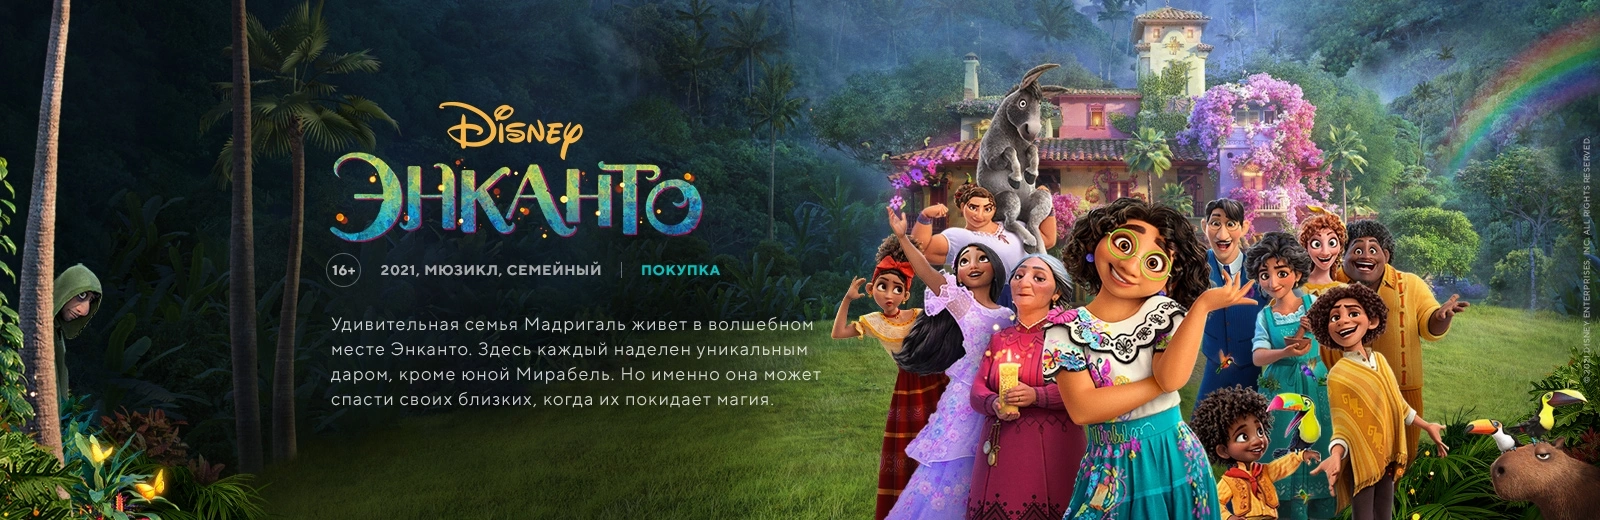 Disney
ЭНКАНТО
16+ 2021, МЮЗИКЛ, СЕМЕЙНЫЙ | ПОКУПКА
Удивительная семья Мадригаль живет в волшебном
месте Энканто. Здесь каждый наделен уникальным
даром, кроме юной Мирабель. Но именно она может
спасти своих близких, когда их покидает магия.
© 2021 DISNEY ENTERPRISES, INC. ALL RIGHTS RESERVED.
Mirabel